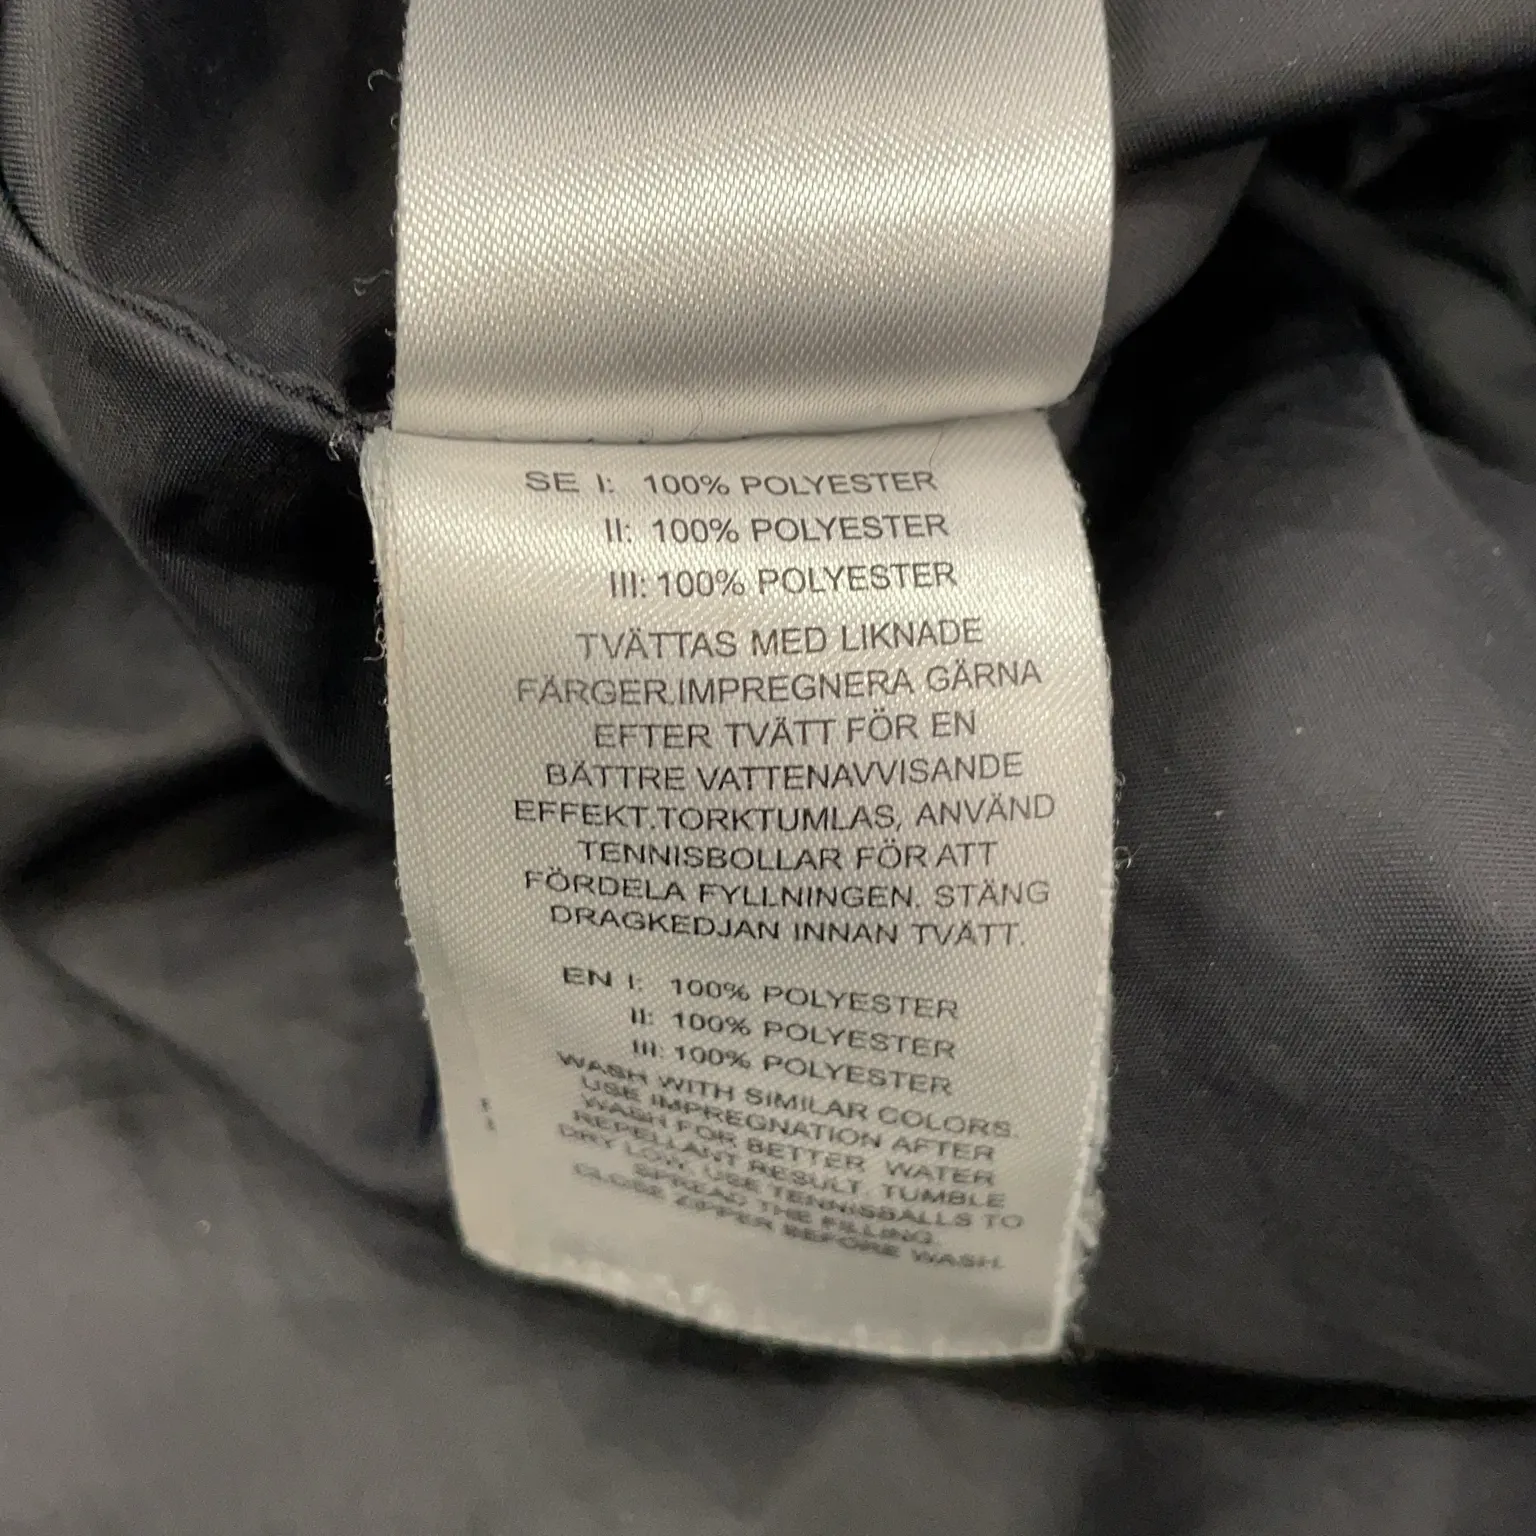 SE I: 100% POLYESTER
II: 100% POLYESTER
III: 100% POLYESTER
TVÄTTAS MED LIKNADE
FÄRGER.IMPREGNERA GÄRNA
EFTER TVÄTT FÖR EN
BÄTTRE VATTENAVVISANDE
EFFEKT.TORKTUMLAS, ANVÄND
TENNISBOLLAR FÖR ATT
FÖRDELA FYLLNINGEN. STÄNG
DRAGKEDJAN INNAN TVÄTT.
EN I: 100% POLYESTER
II: 100% POLYESTER
III: 100% POLYESTER
WASH WITH SIMILAR COLORS.
USE IMPREGNATION AFTER
WASH FOR BETTER WATER
REPELLANT RESULT. TUMBLE
DRY LOW. USE TENNISBALLS TO
SPREAD THE FILLING.
CLOSE ZIPPER BEFORE WASH.